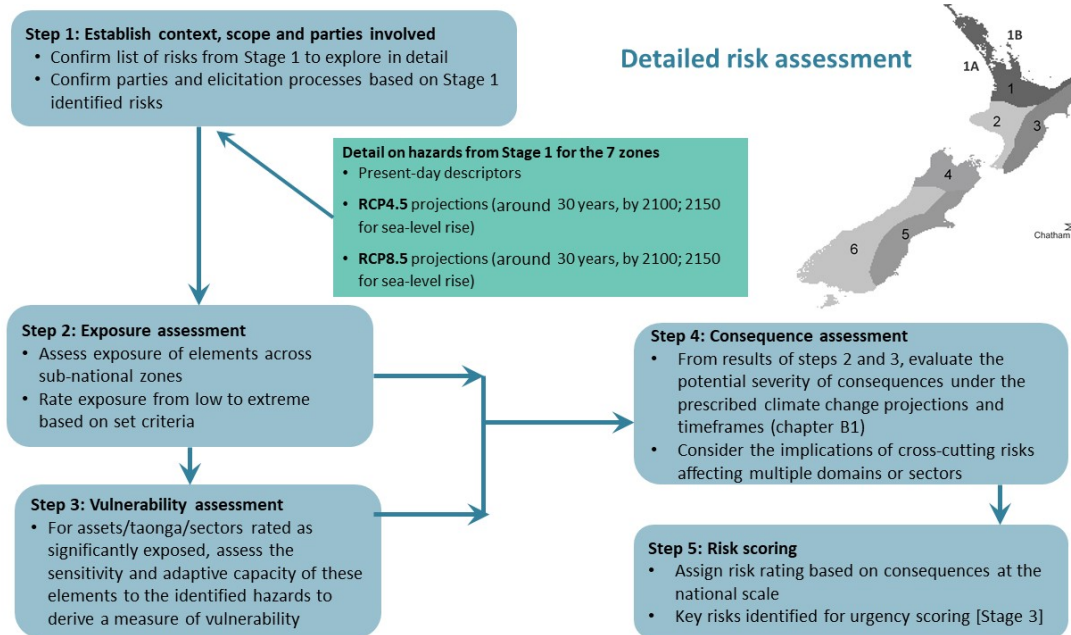 Step 1: Establish context, scope and parties involved
• Confirm list of risks from Stage 1 to explore in detail
• Confirm parties and elicitation processes based on Stage 1
identified risks
Detailed risk assessment
1B
1A
1
2
3
4
5
6
Chatham
Detail on hazards from Stage 1 for the 7 zones
• Present-day descriptors
• RCP4.5 projections (around 30 years, by 2100; 2150
for sea-level rise)
• RCP8.5 projections (around 30 years, by 2100; 2150
for sea-level rise)
Step 2: Exposure assessment
• Assess exposure of elements across
sub-national zones
• Rate exposure from low to extreme
based on set criteria
Step 3: Vulnerability assessment
• For assets/taonga/sectors rated as
significantly exposed, assess the
sensitivity and adaptive capacity of these
elements to the identified hazards to
derive a measure of vulnerability
Step 4: Consequence assessment
• From results of steps 2 and 3, evaluate the
potential severity of consequences under the
prescribed climate change projections and
timeframes (chapter B1)
• Consider the implications of cross-cutting risks
affecting multiple domains or sectors
Step 5: Risk scoring
• Assign risk rating based on consequences at the
national scale
• Key risks identified for urgency scoring [Stage 3]